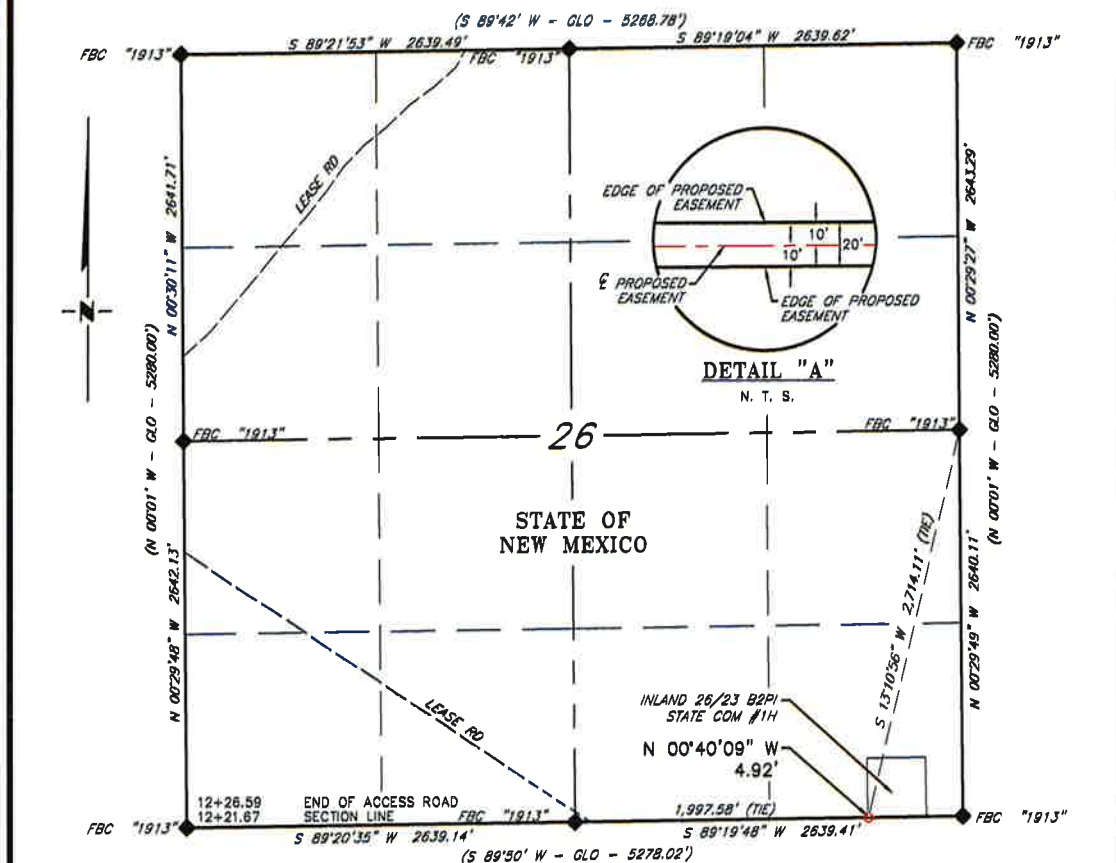 (S 89°42' W - GLO - 5268.78')
S 89°21'53" W 2639.49'
S 89°19'04" W 2639.62'
FBC "1913"
FBC "1913"
FBC "1913"
N 00°30'11" W 2641.71'
LEASE RD
EDGE OF PROPOSED
EASEMENT
10'
10'
20'
℄ PROPOSED
EASEMENT
EDGE OF PROPOSED
EASEMENT
DETAIL "A"
N. T. S.
N 00°29'27" W 2643.29'
N
(N 00°01' W - GLO - 5280.00')
(N 00°01' W - GLO - 5280.00')
FBC "1913"
26
FBC "1913"
STATE OF
NEW MEXICO
N 00°29'48" W 2642.13'
LEASE RD
S 13°10'56" W 2,714.11' (TIE)
N 00°29'49" W 2640.11'
INLAND 26/23 B2PI
STATE COM #1H
N 00°40'09" W
4.92'
12+26.59 END OF ACCESS ROAD
12+21.67 SECTION LINE
FBC "1913"
1,997.58' (TIE)
FBC "1913"
FBC "1913"
S 89°20'35" W 2639.14'
S 89°19'48" W 2639.41'
(S 89°50' W - GLO - 5278.02')